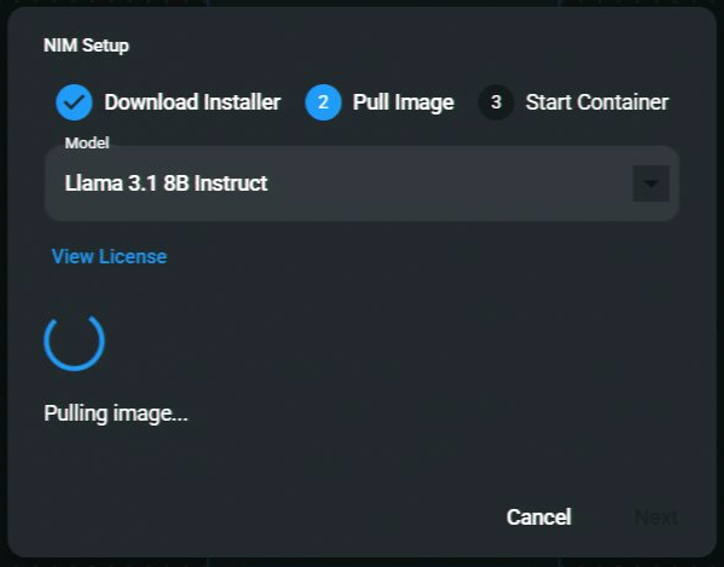 NIM Setup
Download Installer 2 Pull Image 3 Start Container
Model
Llama 3.1 8B Instruct
View License
Pulling image...
Cancel Next